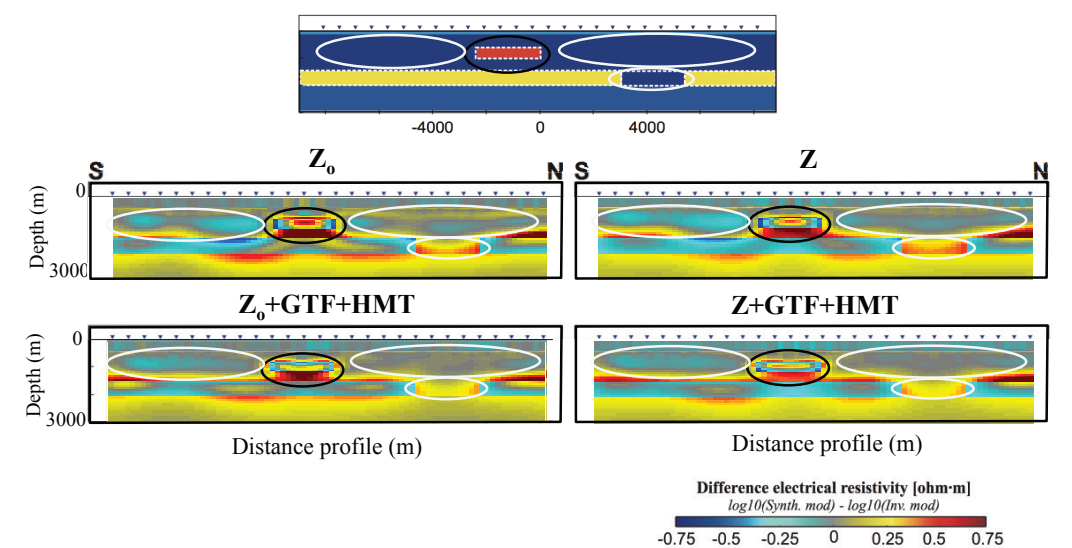 -4000 0 4000
Zo Z
S N S N
0
Depth (m)
3000
Zo+GTF+HMT Z+GTF+HMT
0
Depth (m)
3000
Distance profile (m) Distance profile (m)
Difference electrical resistivity [ohm·m]
log10(Synth. mod) - log10(Inv. mod)
-0.75 -0.5 -0.25 0 0.25 0.5 0.75